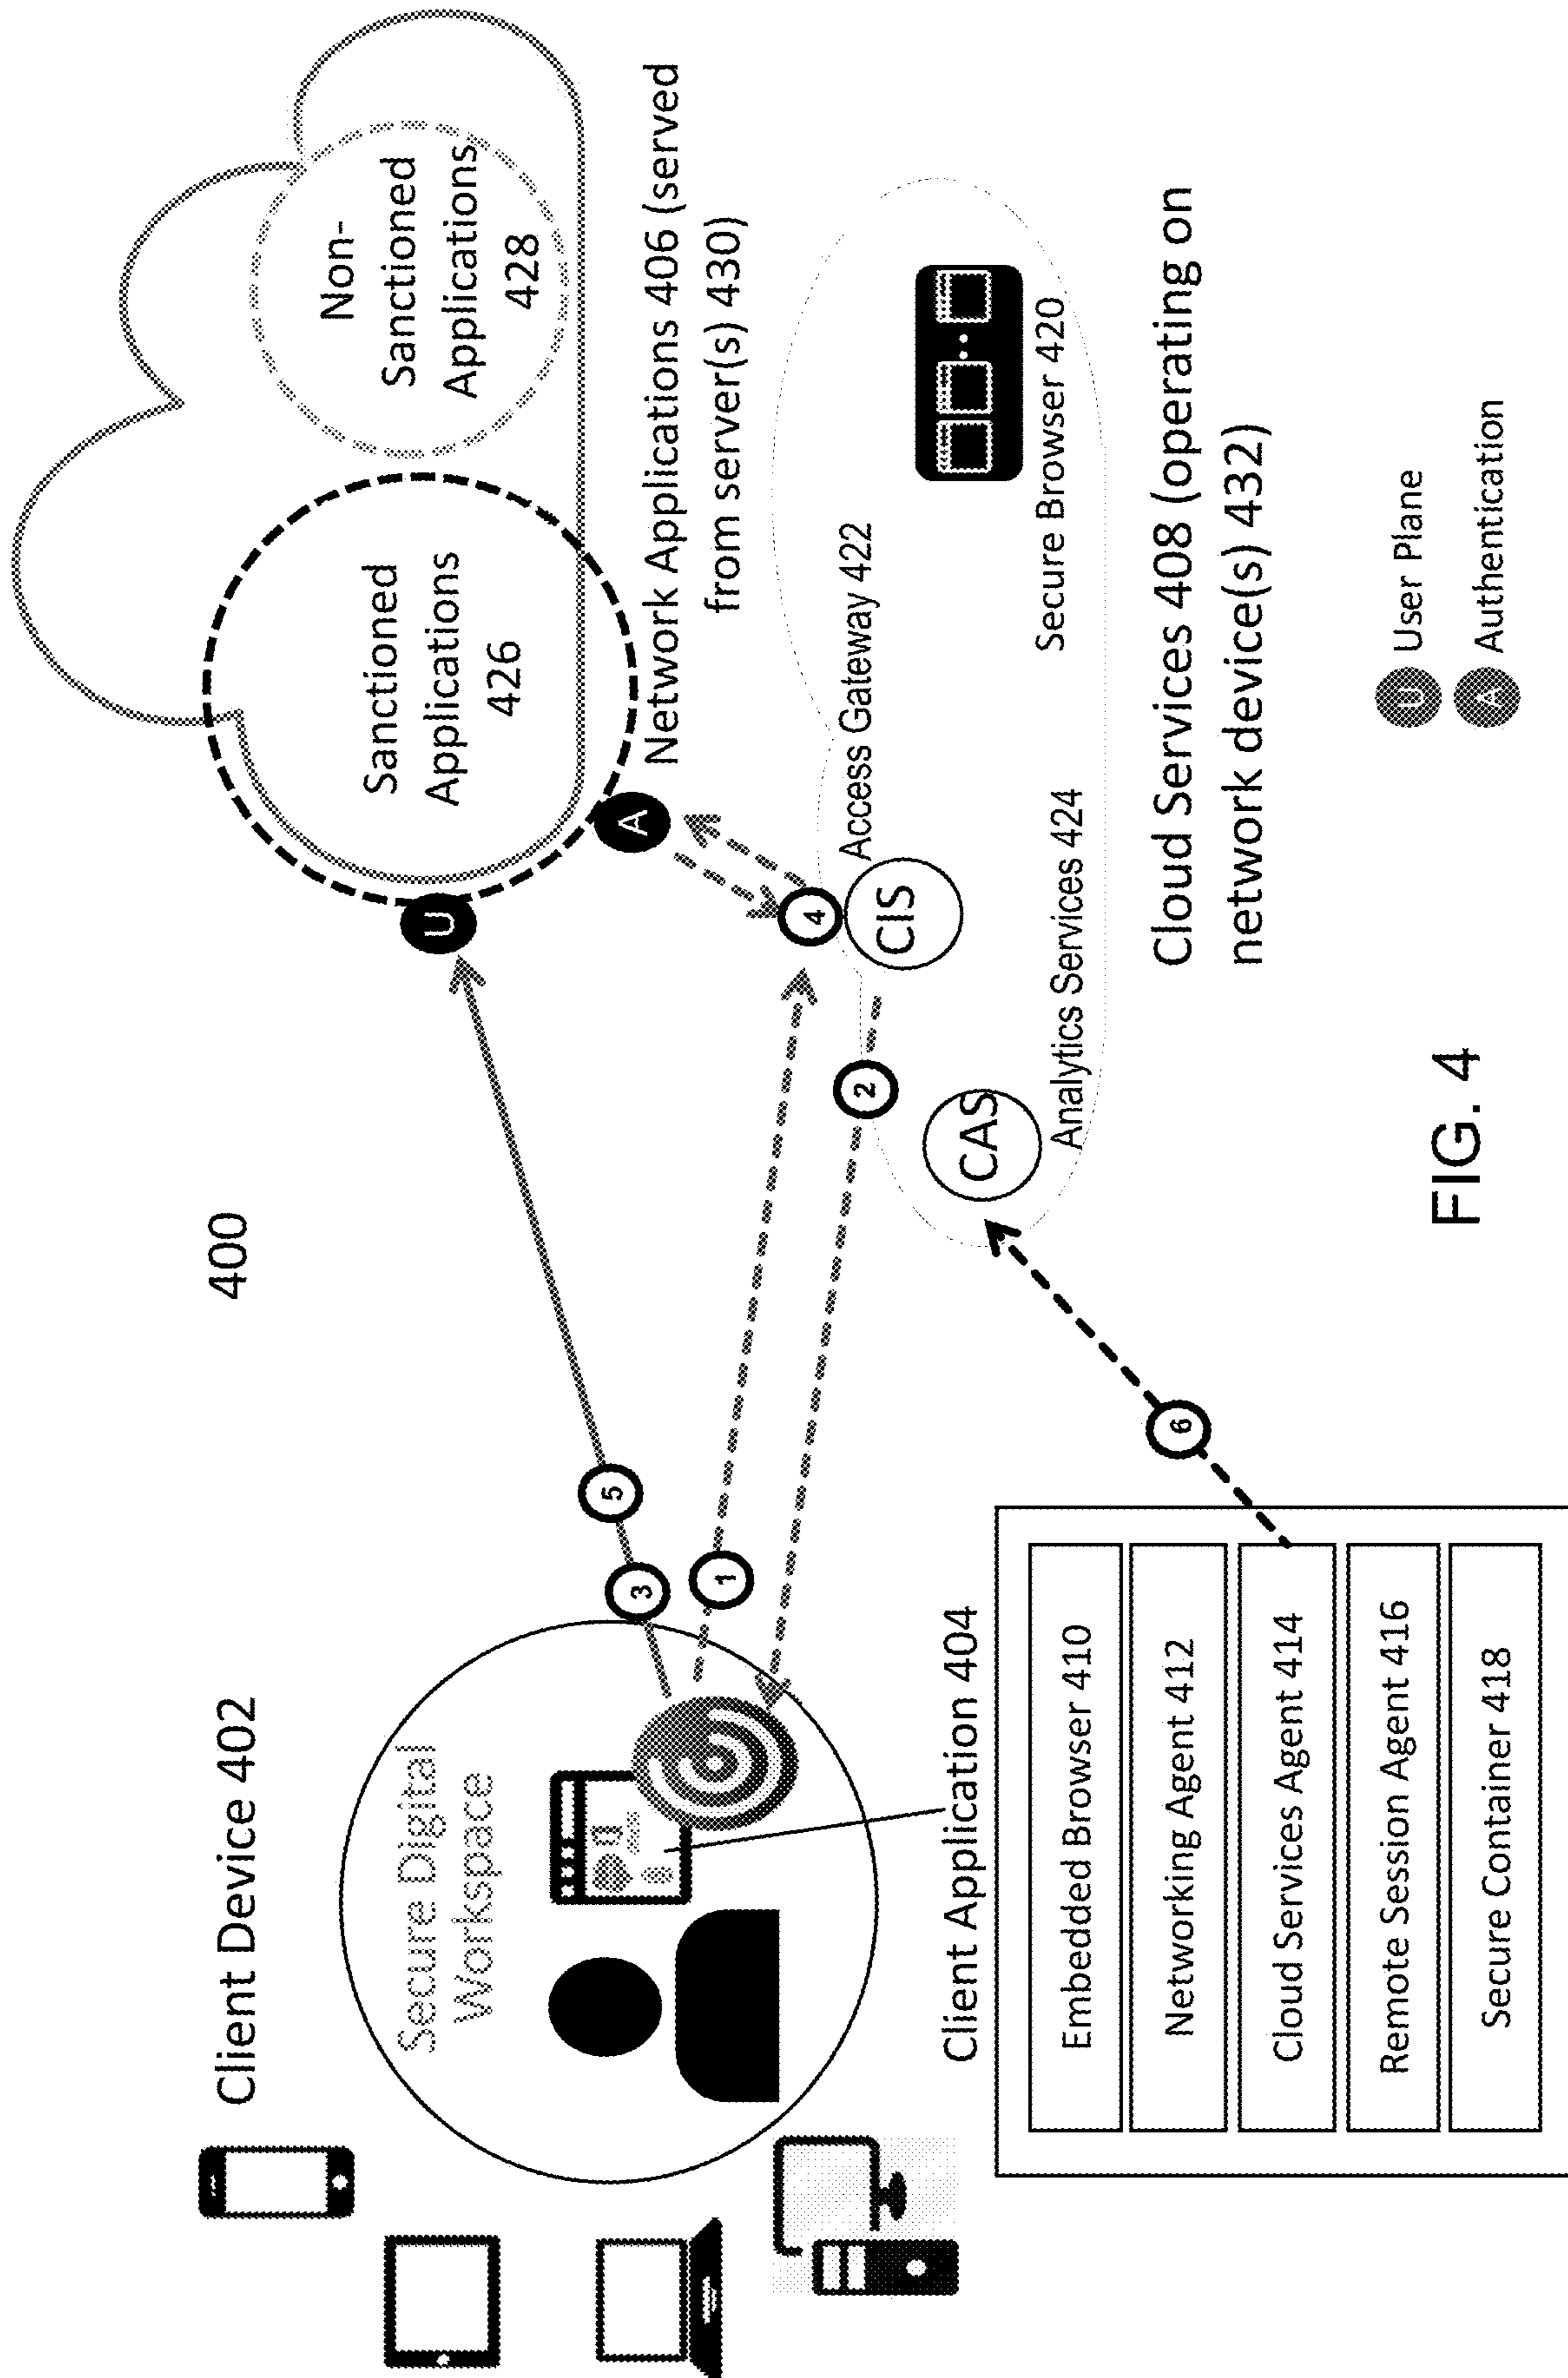 400
Client Device 402
Secure Digital
Workspace
3
5
1
2
4
U
A
Sanctioned
Applications
426
Non-
Sanctioned
Applications
428
Network Applications 406 (served
from server(s) 430)
Access Gateway 422
CIS
CAS
Analytics Services 424
Secure Browser 420
Cloud Services 408 (operating on
network device(s) 432)
Client Application 404
Embedded Browser 410
Networking Agent 412
Cloud Services Agent 414
Remote Session Agent 416
Secure Container 418
6
U User Plane
A Authentication
FIG. 4